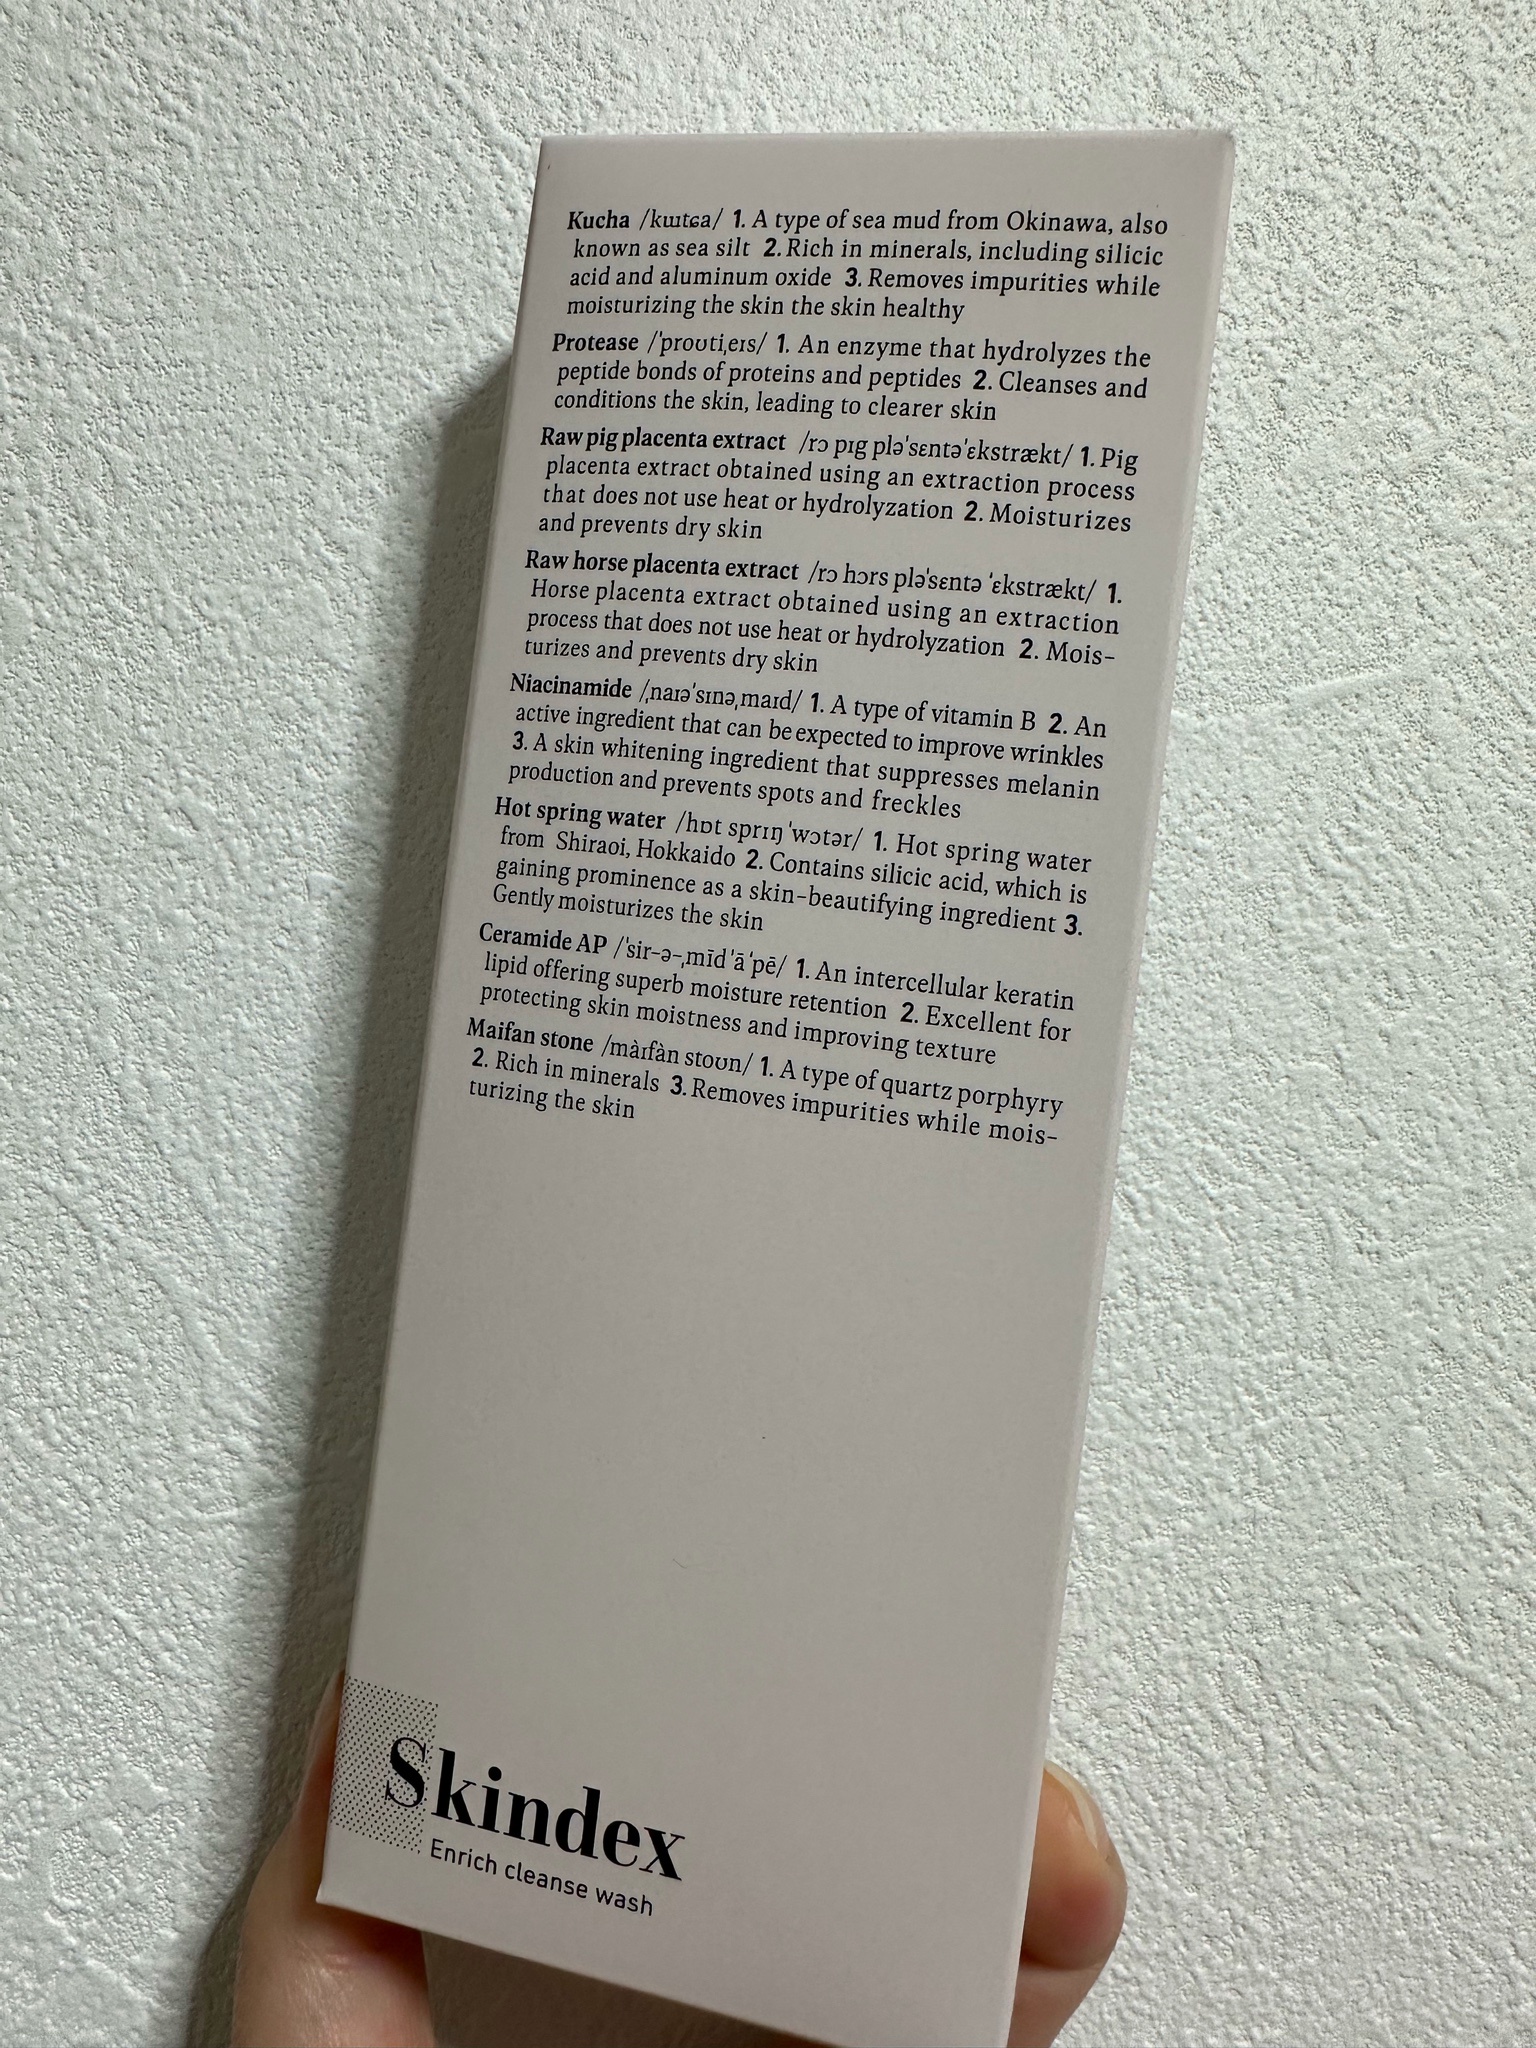 Kucha /kɯtɕa/ 1. A type of sea mud from Okinawa, also
known as sea silt 2. Rich in minerals, including silicic
acid and aluminum oxide 3. Removes impurities while
moisturizing the skin the skin healthy
Protease /ˈproʊtiˌeɪs/ 1. An enzyme that hydrolyzes the
peptide bonds of proteins and peptides 2. Cleanses and
conditions the skin, leading to clearer skin
Raw pig placenta extract /rɔ pɪg pləˈsɛntəˈɛkstrækt/ 1. Pig
placenta extract obtained using an extraction process
that does not use heat or hydrolyzation 2. Moisturizes
and prevents dry skin
Raw horse placenta extract /rɔ hɔrs pləˈsɛntə ˈɛkstrækt/ 1.
Horse placenta extract obtained using an extraction
process that does not use heat or hydrolyzation 2. Mois-
turizes and prevents dry skin
Niacinamide /ˌnaɪəˈsɪnəˌmaɪd/ 1. A type of vitamin B 2. An
active ingredient that can be expected to improve wrinkles
3. A skin whitening ingredient that suppresses melanin
production and prevents spots and freckles
Hot spring water /hɒt sprɪŋ ˈwɔtər/ 1. Hot spring water
from Shiraoi, Hokkaido 2. Contains silicic acid, which is
gaining prominence as a skin-beautifying ingredient 3.
Gently moisturizes the skin
Ceramide AP /ˈsir-ə-ˌmīdˈāˈpē/ 1. An intercellular keratin
lipid offering superb moisture retention 2. Excellent for
protecting skin moistness and improving texture
Maifan stone /màɪfàn stoʊn/ 1. A type of quartz porphyry
2. Rich in minerals 3. Removes impurities while mois-
turizing the skin
Skindex
Enrich cleanse wash